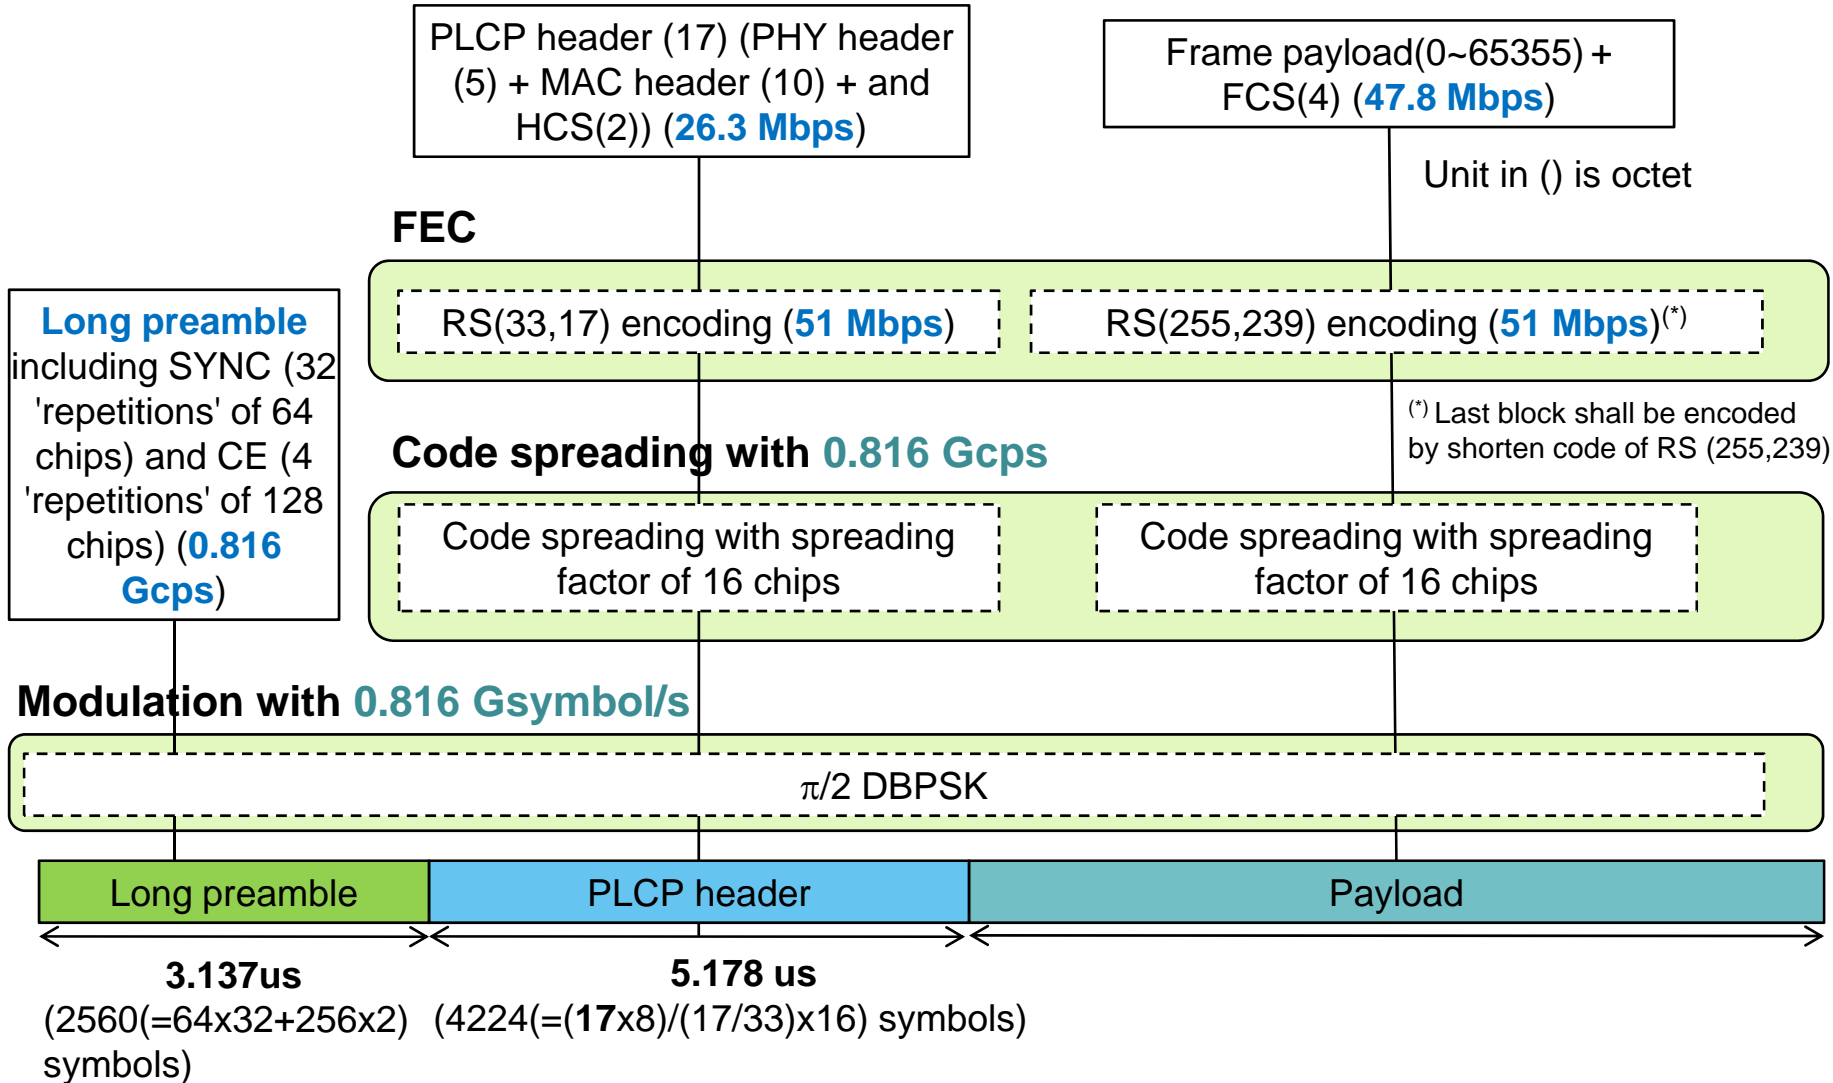 PLCP header (17) (PHY header
(5) + MAC header (10) + and
HCS(2)) (26.3 Mbps)
Frame payload(0~65355) +
FCS(4) (47.8 Mbps)
Unit in () is octet
FEC
Long preamble
including SYNC (32
'repetitions' of 64
chips) and CE (4
'repetitions' of 128
chips) (0.816
Gcps)
RS(33,17) encoding (51 Mbps)
RS(255,239) encoding (51 Mbps)(*)
(*) Last block shall be encoded
by shorten code of RS (255,239)
Code spreading with 0.816 Gcps
Code spreading with spreading
factor of 16 chips
Code spreading with spreading
factor of 16 chips
Modulation with 0.816 Gsymbol/s
π/2 DBPSK
Long preamble
PLCP header
Payload
3.137us
(2560(=64x32+256x2)
symbols)
5.178 us
(4224(=(17x8)/(17/33)x16) symbols)